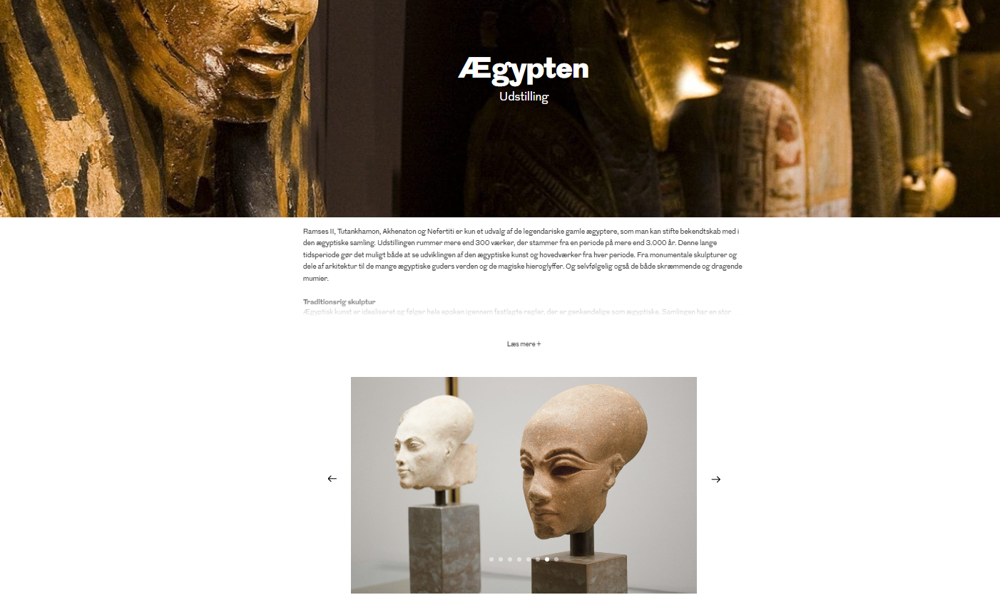 Ægypten
Udstilling
Ramses II, Tutankhamon, Akhenaton og Nefertiti er kun et udvalg af de legendariske gamle ægyptere, som man kan stifte bekendtskab med i
den ægyptiske samling. Udstillingen rummer mere end 300 værker, der stammer fra en periode på mere end 3.000 år. Denne lange
tidsperiode gør det muligt både at se udviklingen af den ægyptiske kunst og hovedværker fra hver periode. Fra monumentale skulpturer og
dele af arkitektur til de mange ægyptiske guders verden og de magiske hieroglyffer. Og selvfølgelig også de både skræmmende og dragende
mumier.
Traditionsrig skulptur
Ægyptisk kunst er idealiseret og følger hele epoken igennem fastlagte regler, der er genkendelige som ægyptiske. Samlingen har en stor
Læs mere +